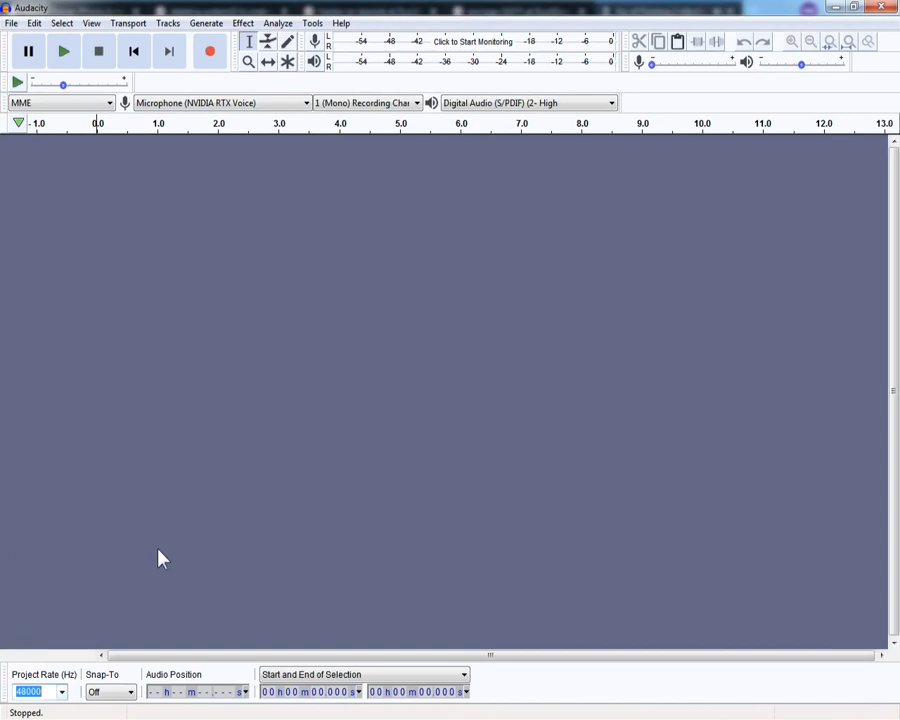 Audacity
File Edit Select View Transport Tracks Generate Effect Analyze Tools Help
L
R
-54 -48 -42 Click to Start Monitoring -18 -12 -6 0
L
R
-54 -48 -42 -36 -30 -24 -18 -12 -6 0
- +
- +
- +
MME Microphone (NVIDIA RTX Voice) 1 (Mono) Recording Char Digital Audio (S/PDIF) (2- High
- 1.0 0.0 1.0 2.0 3.0 4.0 5.0 6.0 7.0 8.0 9.0 10.0 11.0 12.0 13.0
Project Rate (Hz) Snap-To Audio Position Start and End of Selection
48000 Off - - h - - m - - . - - - s 00 h 00 m 00.000 s 00 h 00 m 00.000 s
Stopped.